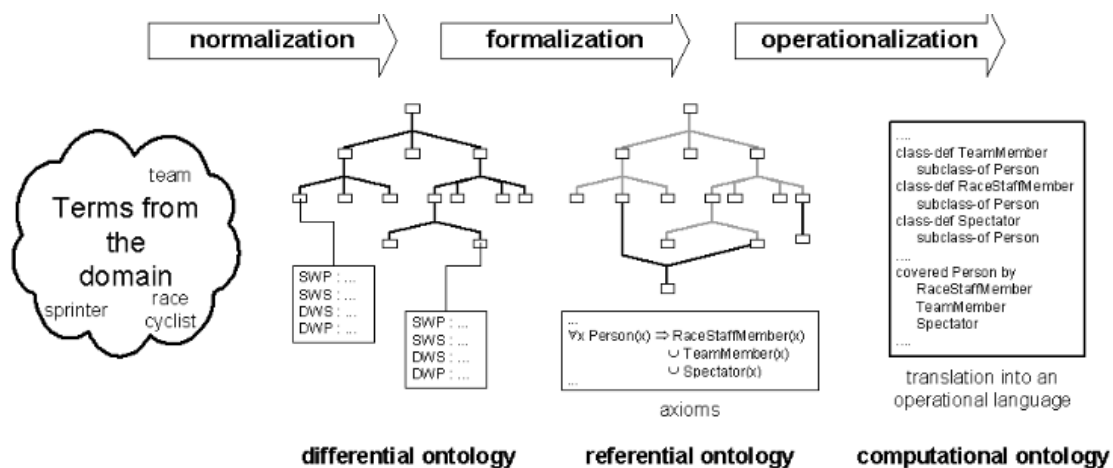 normalization
formalization
operationalization
team
Terms from
the
domain
sprinter
race
cyclist
SWP : ...
SWS : ...
DWS : ...
DWP : ...
SWP : ...
SWS : ...
DWS : ...
DWP : ...
...
∀x Person(x) ⇒ RaceStaffMember(x)
∪ TeamMember(x)
∪ Spectator(x)
...
axioms
....
class-def TeamMember
subclass-of Person
class-def RaceStaffMember
subclass-of Person
class-def Spectator
subclass-of Person
....
covered Person by
RaceStaffMember
TeamMember
Spectator
....
translation into an
operational language
differential ontology
referential ontology
computational ontology